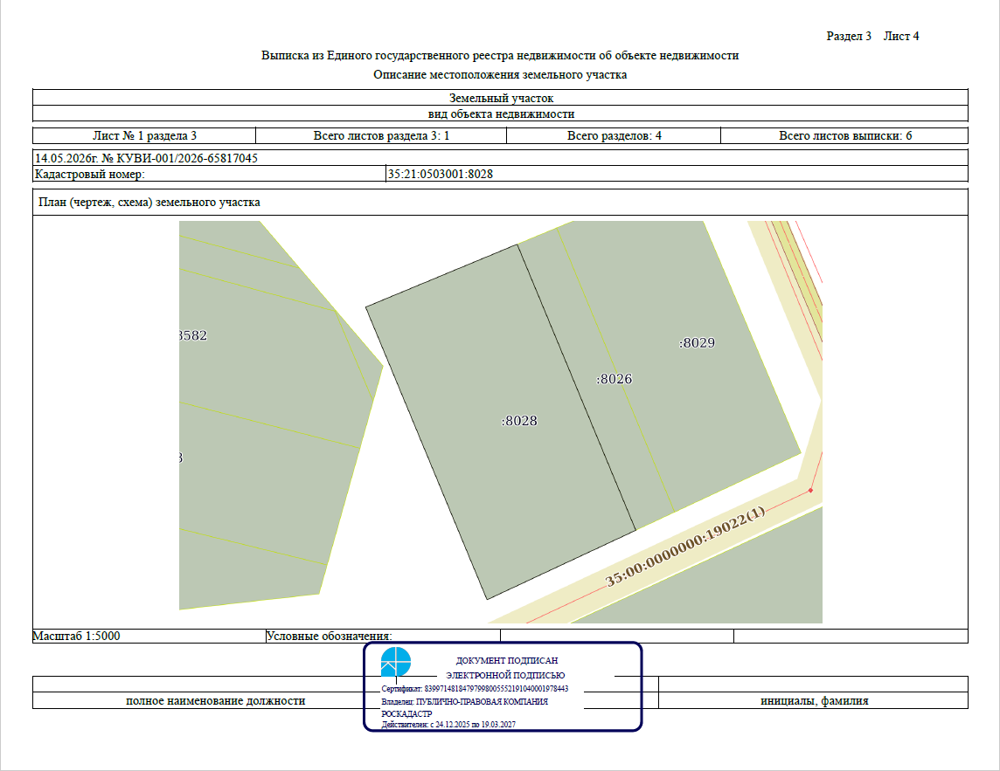 Раздел 3 Лист 4
Выписка из Единого государственного реестра недвижимости об объекте недвижимости
Описание местоположения земельного участка
Земельный участок
вид объекта недвижимости
Лист № 1 раздела 3
Всего листов раздела 3: 1
Всего разделов: 4
Всего листов выписки: 6
14.05.2026г. № КУВИ-001/2026-65817045
Кадастровый номер:
35:21:0503001:8028
План (чертеж, схема) земельного участка
3582
:8029
:8026
:8028
3
35:00:0000000:19022(1)
Масштаб 1:5000
Условные обозначения:
ДОКУМЕНТ ПОДПИСАН
ЭЛЕКТРОННОЙ ПОДПИСЬЮ
Сертификат: 83997148184797998005552191040001978443
Владелец: ПУБЛИЧНО-ПРАВОВАЯ КОМПАНИЯ
РОСКАДАСТР
Действителен: с 24.12.2025 по 19.03.2027
полное наименование должности
инициалы, фамилия